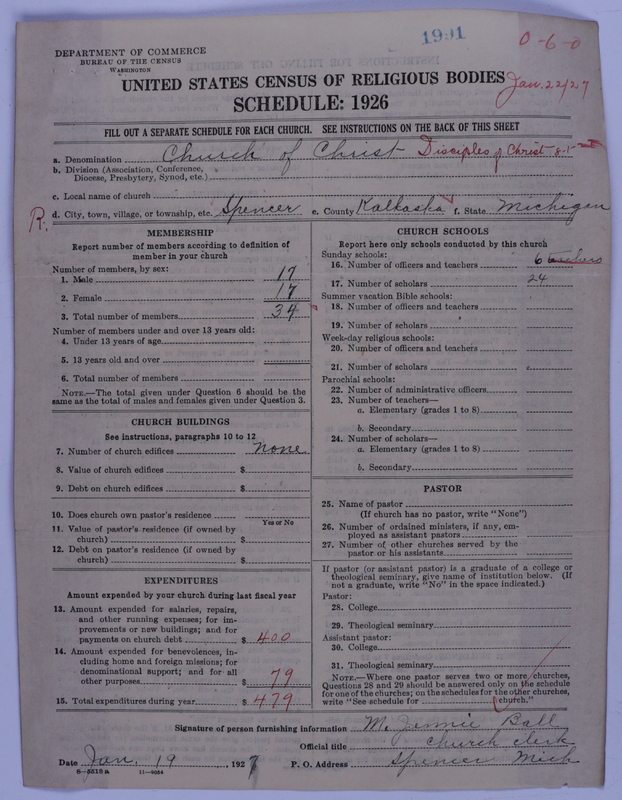 1991
0-6-0
DEPARTMENT OF COMMERCE
BUREAU OF THE CENSUS
WASHINGTON
UNITED STATES CENSUS OF RELIGIOUS BODIES
Jan. 22/27
SCHEDULE: 1926
FILL OUT A SEPARATE SCHEDULE FOR EACH CHURCH. SEE INSTRUCTIONS ON THE BACK OF THIS SHEET
a. Denomination Church of Christ Disciples of Christ 8-1
b. Division (Association, Conference,
Diocese, Presbytery, Synod, etc.)
c. Local name of church
R. d. City, town, village, or township, etc. Spencer e. County Kalkaska f. State Michigan
MEMBERSHIP
Report number of members according to definition of
member in your church
Number of members, by sex:
1. Male 17
2. Female 17
3. Total number of members 34
Number of members under and over 13 years old:
4. Under 13 years of age
5. 13 years old and over
6. Total number of members
NOTE.—The total given under Question 6 should be the
same as the total of males and females given under Question 3.
CHURCH BUILDINGS
See instructions, paragraphs 10 to 12
7. Number of church edifices none
8. Value of church edifices $
9. Debt on church edifices $
10. Does church own pastor's residence
Yes or No
11. Value of pastor's residence (if owned by
church) $
12. Debt on pastor's residence (if owned by
church) $
EXPENDITURES
Amount expended by your church during last fiscal year
13. Amount expended for salaries, repairs,
and other running expenses; for im-
provements or new buildings; and for
payments on church debt $ 400
14. Amount expended for benevolences, in-
cluding home and foreign missions; for
denominational support; and for all
other purposes $ 79
15. Total expenditures during year $ 479
CHURCH SCHOOLS
Report here only schools conducted by this church
Sunday schools:
16. Number of officers and teachers 6 teachers
17. Number of scholars 24
Summer vacation Bible schools:
18. Number of officers and teachers
19. Number of scholars
Week-day religious schools:
20. Number of officers and teachers
21. Number of scholars
Parochial schools:
22. Number of administrative officers
23. Number of teachers—
a. Elementary (grades 1 to 8)
b. Secondary
24. Number of scholars—
a. Elementary (grades 1 to 8)
b. Secondary
PASTOR
25. Name of pastor
(If church has no pastor, write "None")
26. Number of ordained ministers, if any, em-
ployed as assistant pastors
27. Number of other churches served by the
pastor or his assistants
If pastor (or assistant pastor) is a graduate of a college or
theological seminary, give name of institution below. (If
not a graduate, write "No" in the space indicated.)
Pastor:
28. College
29. Theological seminary
Assistant pastor:
30. College
31. Theological seminary
NOTE.—Where one pastor serves two or more churches,
Questions 28 and 29 should be answered only on the schedule
for one of the churches; on the schedules for the other churches,
write "See schedule for church."
Signature of person furnishing information M. Jennie Ball
Official title Church clerk
Date Jan. 19, 1927 P. O. Address Spencer Mich
8—5518a 11—9084